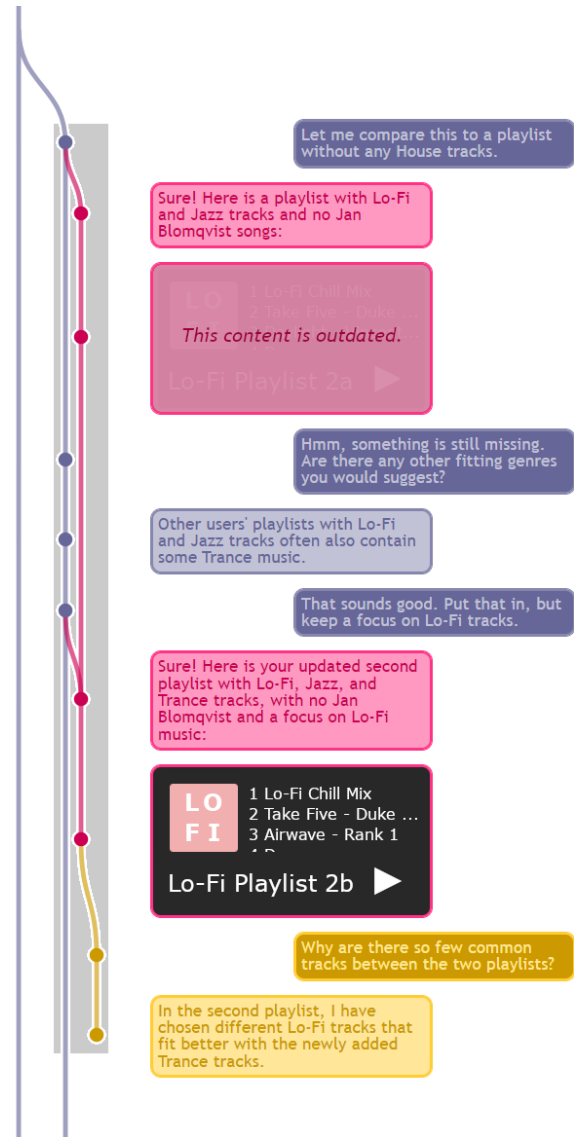 Let me compare this to a playlist
without any House tracks.
Sure! Here is a playlist with Lo-Fi
and Jazz tracks and no Jan
Blomqvist songs:
LO
FI
1 Lo-Fi Chill Mix
2 Take Five - Duke ...
This content is outdated.
Lo-Fi Playlist 2a
Hmm, something is still missing.
Are there any other fitting genres
you would suggest?
Other users' playlists with Lo-Fi
and Jazz tracks often also contain
some Trance music.
That sounds good. Put that in, but
keep a focus on Lo-Fi tracks.
Sure! Here is your updated second
playlist with Lo-Fi, Jazz, and
Trance tracks, with no Jan
Blomqvist and a focus on Lo-Fi
music:
LO
FI
1 Lo-Fi Chill Mix
2 Take Five - Duke ...
3 Airwave - Rank 1
Lo-Fi Playlist 2b
Why are there so few common
tracks between the two playlists?
In the second playlist, I have
chosen different Lo-Fi tracks that
fit better with the newly added
Trance tracks.